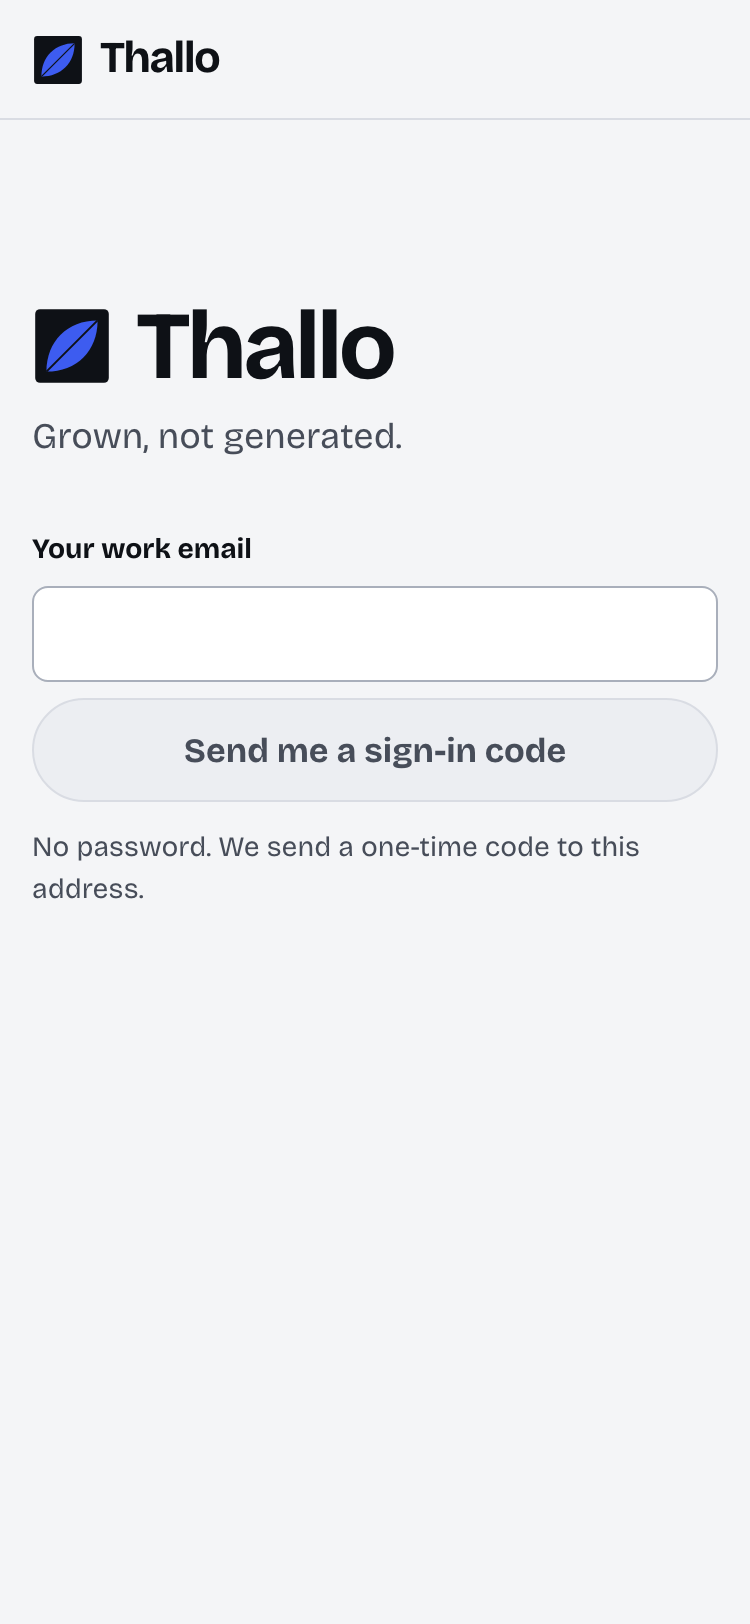 Thallo
Thallo
Grown, not generated.
Your work email
Send me a sign-in code
No password. We send a one-time code to this
address.